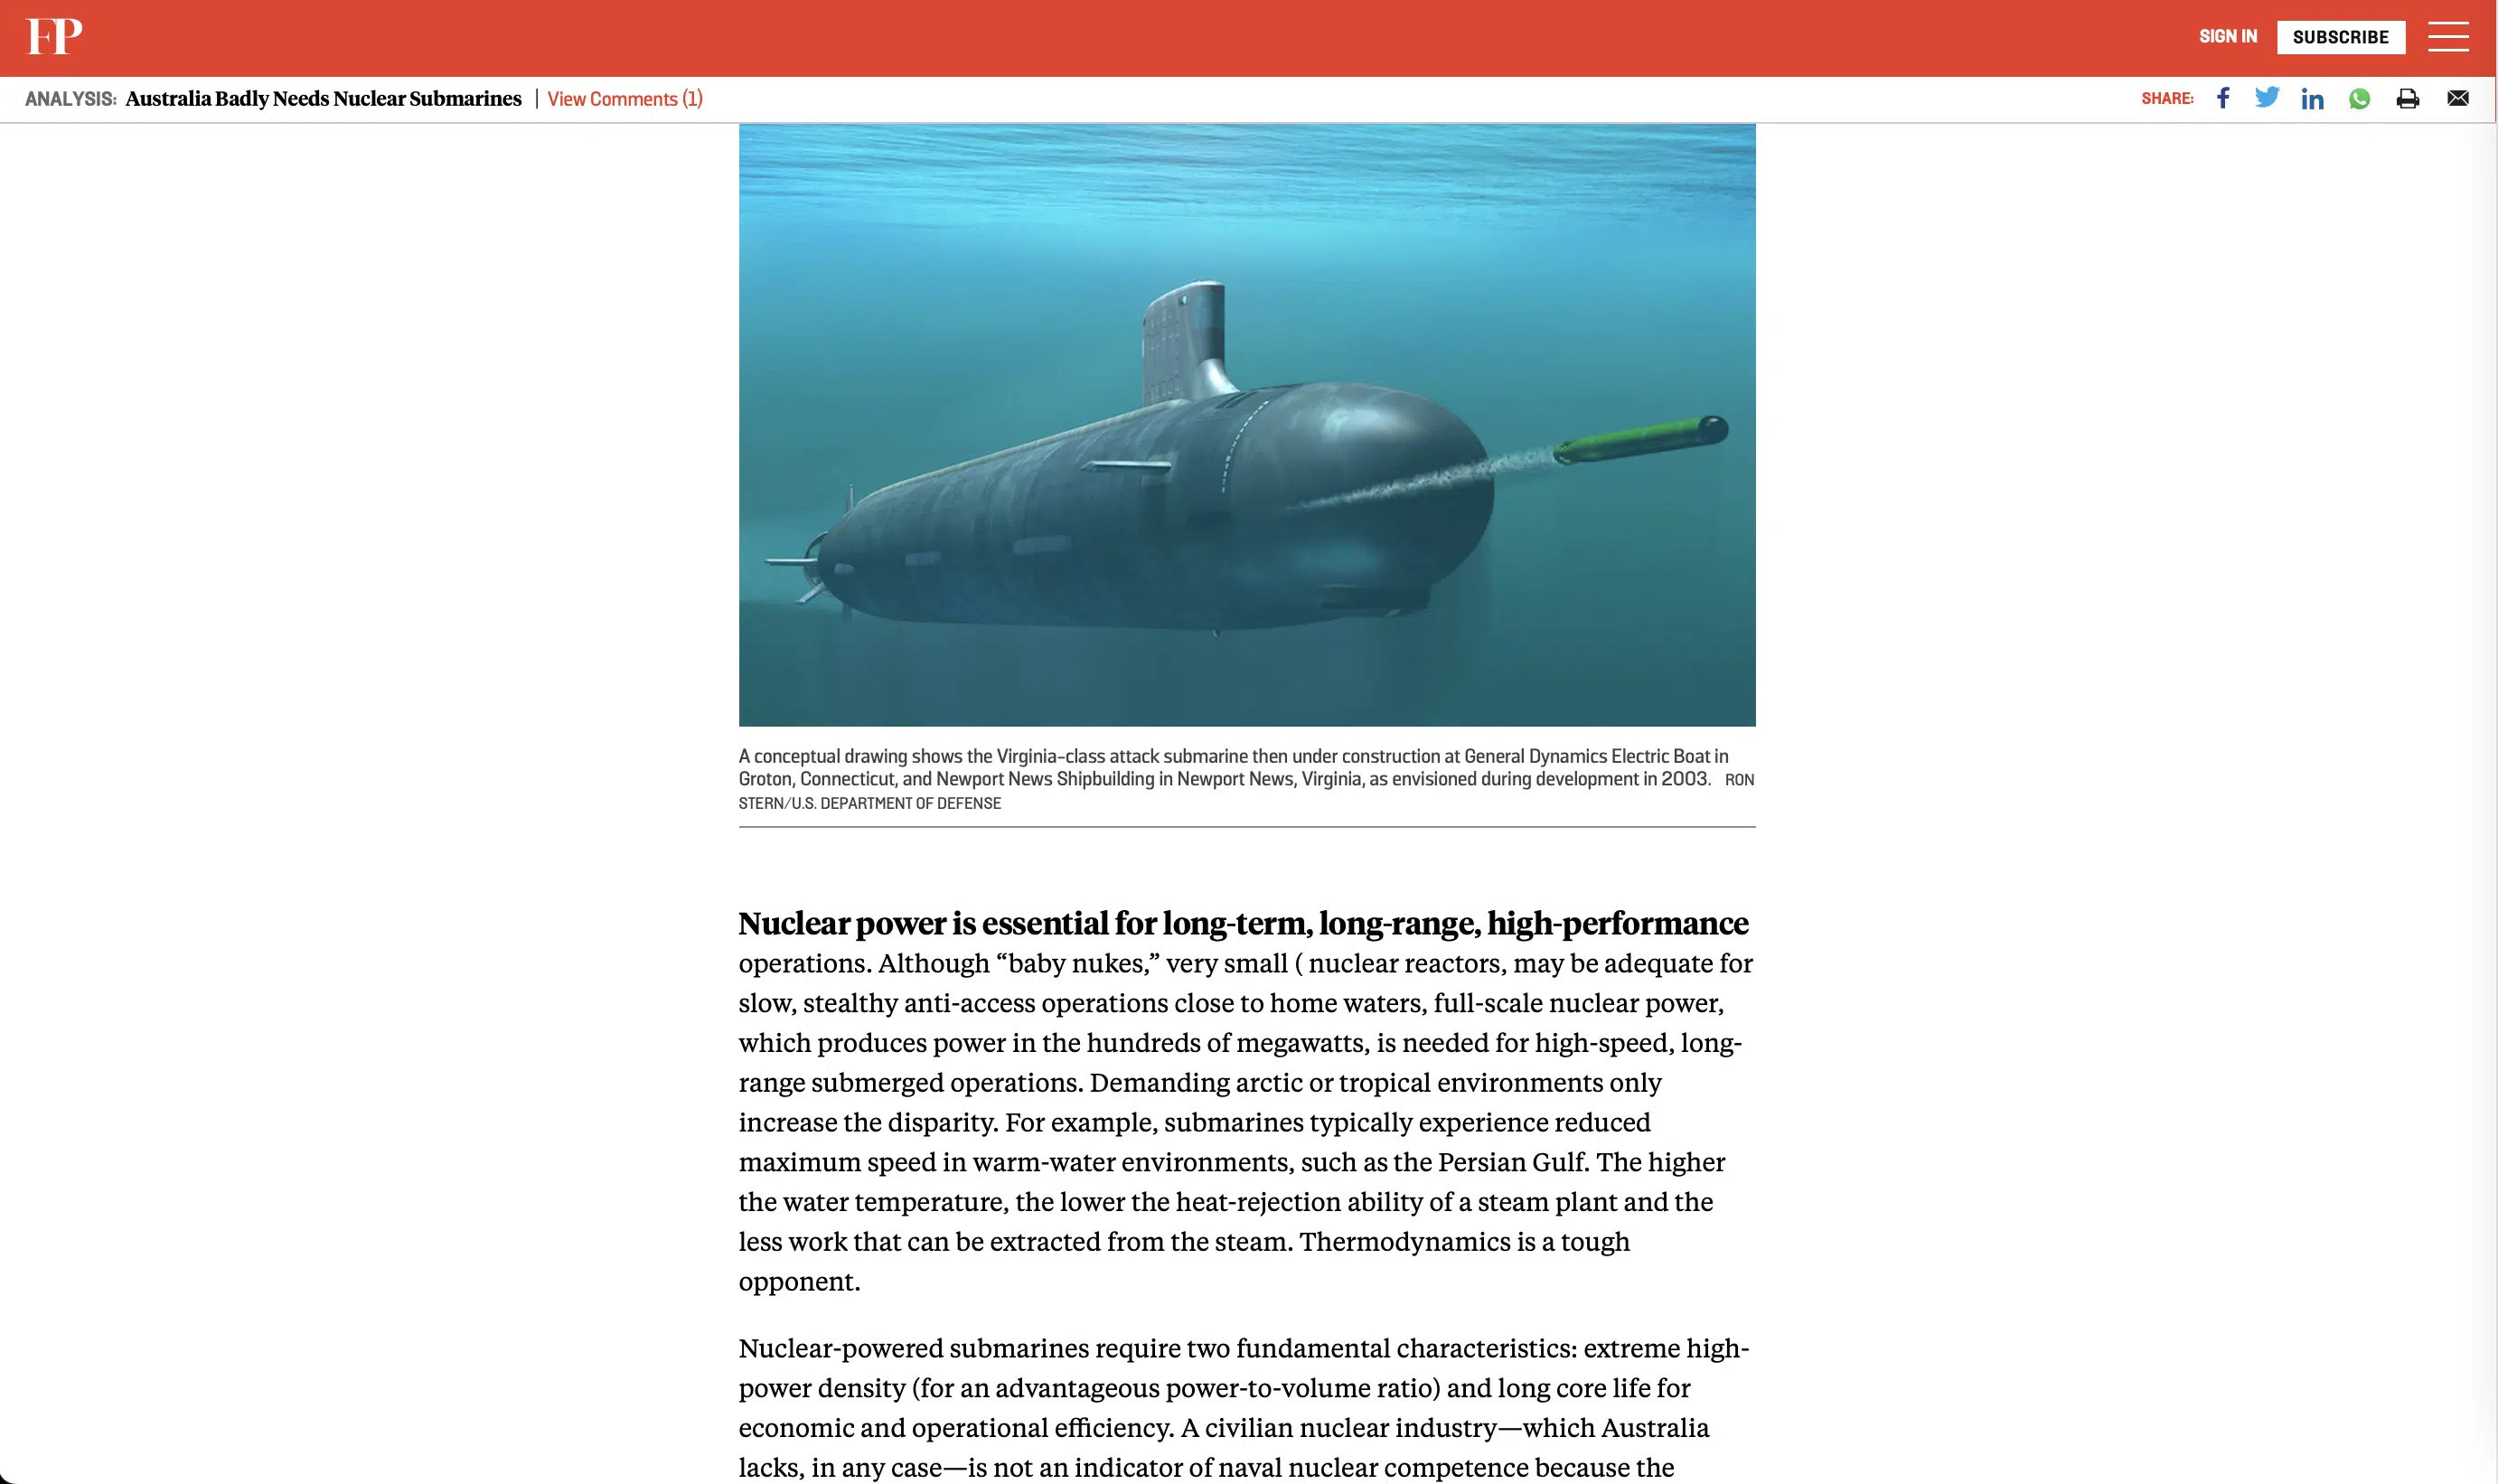 FP
SIGN IN
SUBSCRIBE
ANALYSIS: Australia Badly Needs Nuclear Submarines | View Comments (1)
SHARE:
A conceptual drawing shows the Virginia-class attack submarine then under construction at General Dynamics Electric Boat in
Groton, Connecticut, and Newport News Shipbuilding in Newport News, Virginia, as envisioned during development in 2003. RON
STERN/U.S. DEPARTMENT OF DEFENSE
Nuclear power is essential for long-term, long-range, high-performance
operations. Although “baby nukes,” very small ( nuclear reactors, may be adequate for
slow, stealthy anti-access operations close to home waters, full-scale nuclear power,
which produces power in the hundreds of megawatts, is needed for high-speed, long-
range submerged operations. Demanding arctic or tropical environments only
increase the disparity. For example, submarines typically experience reduced
maximum speed in warm-water environments, such as the Persian Gulf. The higher
the water temperature, the lower the heat-rejection ability of a steam plant and the
less work that can be extracted from the steam. Thermodynamics is a tough
opponent.
Nuclear-powered submarines require two fundamental characteristics: extreme high-
power density (for an advantageous power-to-volume ratio) and long core life for
economic and operational efficiency. A civilian nuclear industry—which Australia
lacks, in any case—is not an indicator of naval nuclear competence because the